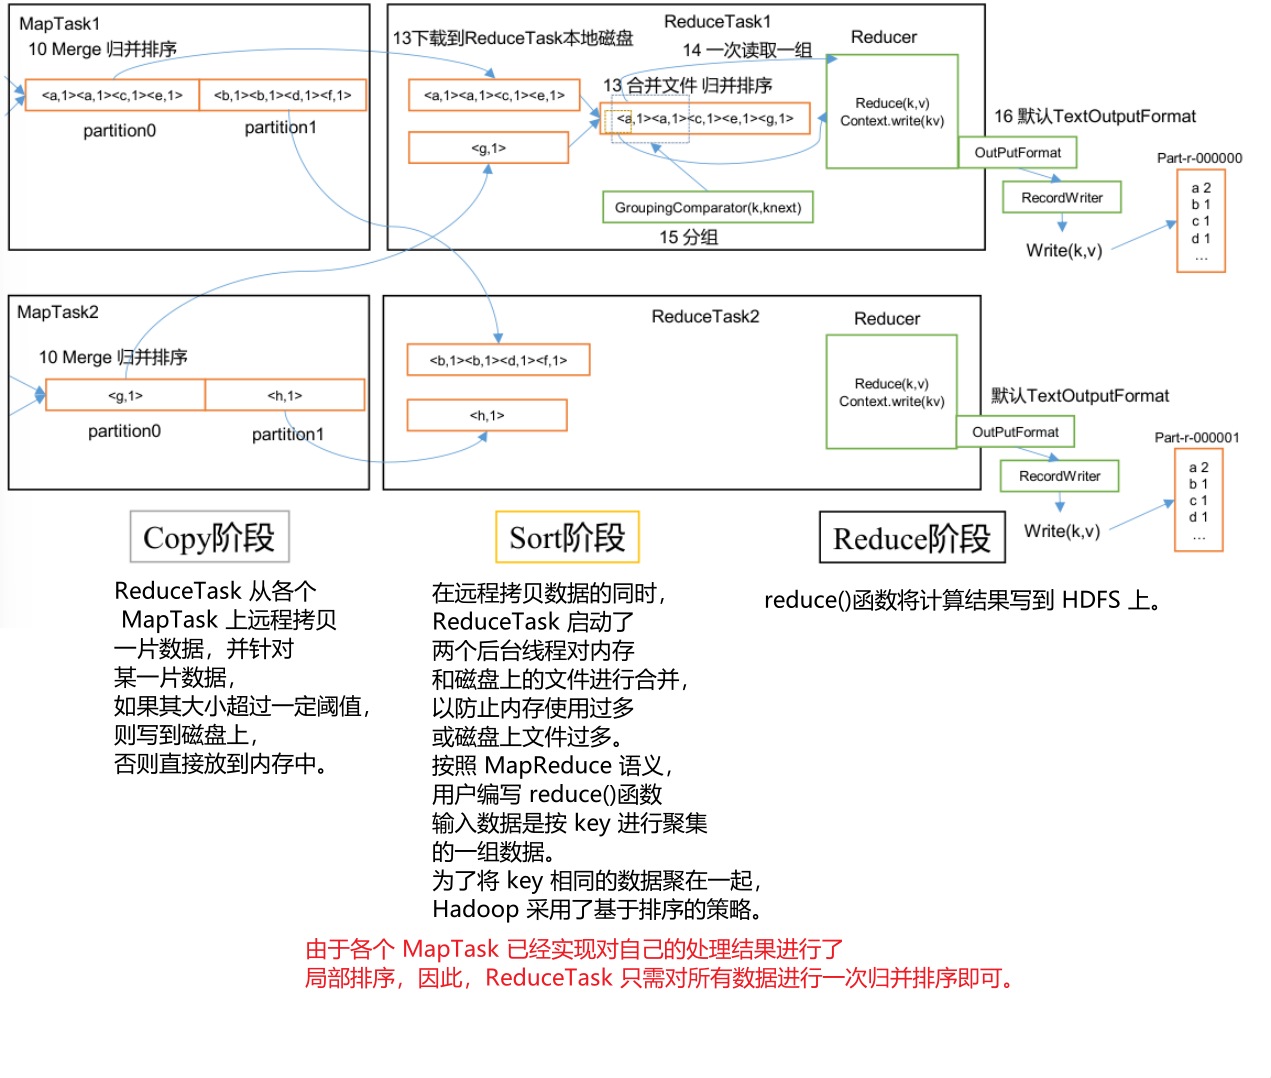 MapTask1
10 Merge 归并排序
<a,1><a,1><c,1><e,1>
<b,1><b,1><d,1><f,1>
partition0
partition1
ReduceTask1
13下载到ReduceTask本地磁盘
14 一次读取一组
Reducer
<a,1><a,1><c,1><e,1>
13 合并文件 归并排序
<a,1><a,1><c,1><e,1><g,1>
<g,1>
Reduce(k,v)
Context.write(kv)
GroupingComparator(k,knext)
15 分组
16 默认TextOutputFormat
OutPutFormat
RecordWriter
Write(k,v)
Part-r-000000
a 2
b 1
c 1
d 1
...
MapTask2
10 Merge 归并排序
<g,1>
<h,1>
partition0
partition1
ReduceTask2
Reducer
<b,1><b,1><d,1><f,1>
<h,1>
Reduce(k,v)
Context.write(kv)
默认TextOutputFormat
OutPutFormat
RecordWriter
Write(k,v)
Part-r-000001
a 2
b 1
c 1
d 1
...
Copy阶段
ReduceTask 从各个
MapTask 上远程拷贝
一片数据，并针对
某一片数据，
如果其大小超过一定阈值，
则写到磁盘上，
否则直接放到内存中。
Sort阶段
在远程拷贝数据的同时，
ReduceTask 启动了
两个后台线程对内存
和磁盘上的文件进行合并，
以防止内存使用过多
或磁盘上文件过多。
按照 MapReduce 语义，
用户编写 reduce()函数
输入数据是按 key 进行聚集
的一组数据。
为了将 key 相同的数据聚在一起，
Hadoop 采用了基于排序的策略。
Reduce阶段
reduce()函数将计算结果写到 HDFS 上。
由于各个 MapTask 已经实现对自己的处理结果进行了
局部排序，因此，ReduceTask 只需对所有数据进行一次归并排序即可。